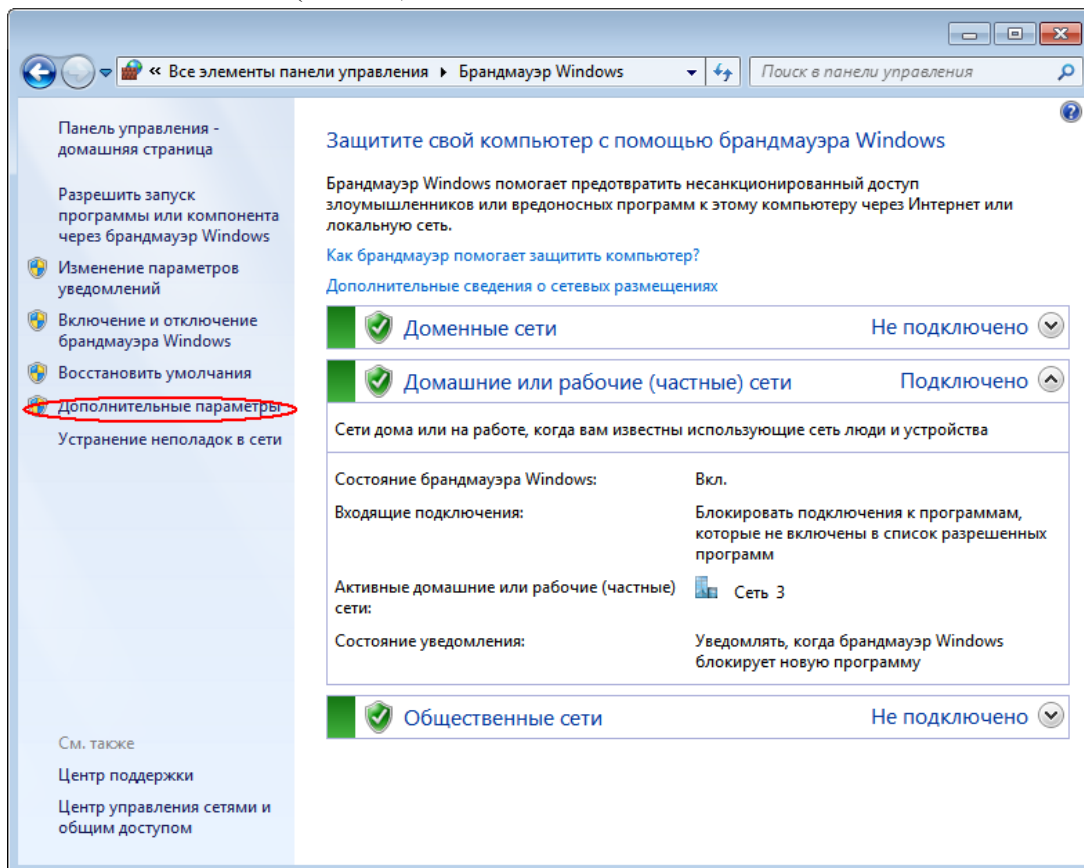 « Все элементы панели управления ▸ Брандмауэр Windows
Поиск в панели управления
Панель управления -
домашняя страница
Разрешить запуск
программы или компонента
через брандмауэр Windows
Изменение параметров
уведомлений
Включение и отключение
брандмауэра Windows
Восстановить умолчания
Дополнительные параметры
Устранение неполадок в сети
См. также
Центр поддержки
Центр управления сетями и
общим доступом
Защитите свой компьютер с помощью брандмауэра Windows
Брандмауэр Windows помогает предотвратить несанкционированный доступ
злоумышленников или вредоносных программ к этому компьютеру через Интернет или
локальную сеть.
Как брандмауэр помогает защитить компьютер?
Дополнительные сведения о сетевых размещениях
Доменные сети Не подключено
Домашние или рабочие (частные) сети Подключено
Сети дома или на работе, когда вам известны использующие сеть люди и устройства
Состояние брандмауэра Windows: Вкл.
Входящие подключения: Блокировать подключения к программам,
которые не включены в список разрешенных
программ
Активные домашние или рабочие (частные) Сеть 3
сети:
Состояние уведомления: Уведомлять, когда брандмауэр Windows
блокирует новую программу
Общественные сети Не подключено